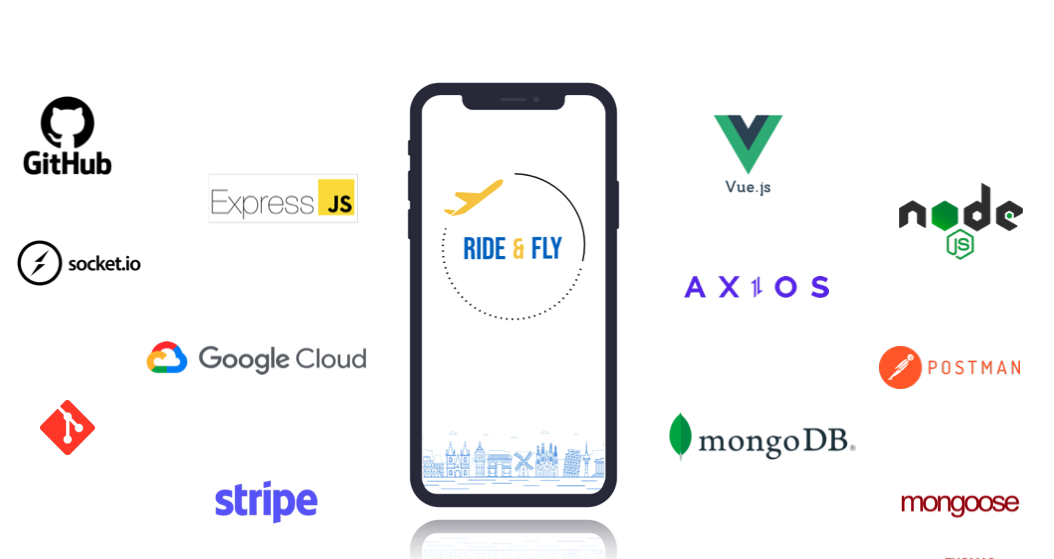 GitHub
Express JS
socket.io
Google Cloud
stripe
RIDE & FLY
Vue.js
node
JS
AXIOS
POSTMAN
mongoDB®
mongoose